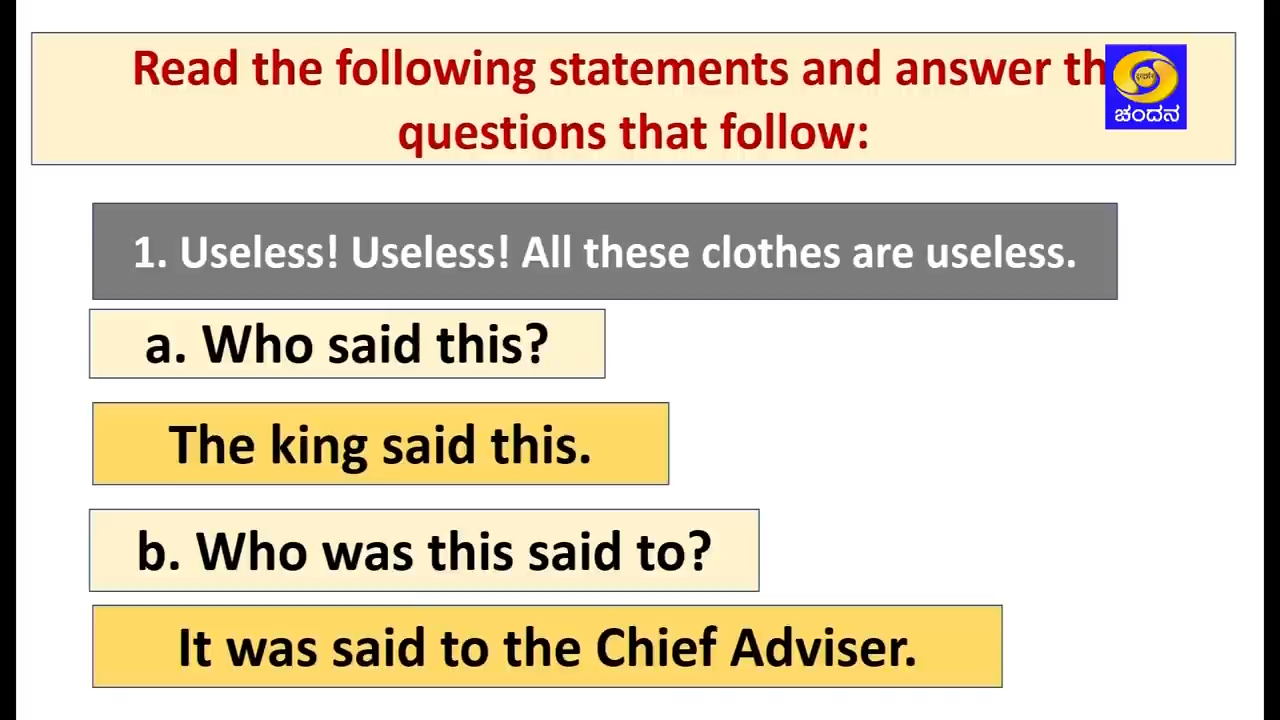 Read the following statements and answer th
questions that follow:
ಚಂದನ
1. Useless! Useless! All these clothes are useless.
a. Who said this?
The king said this.
b. Who was this said to?
It was said to the Chief Adviser.